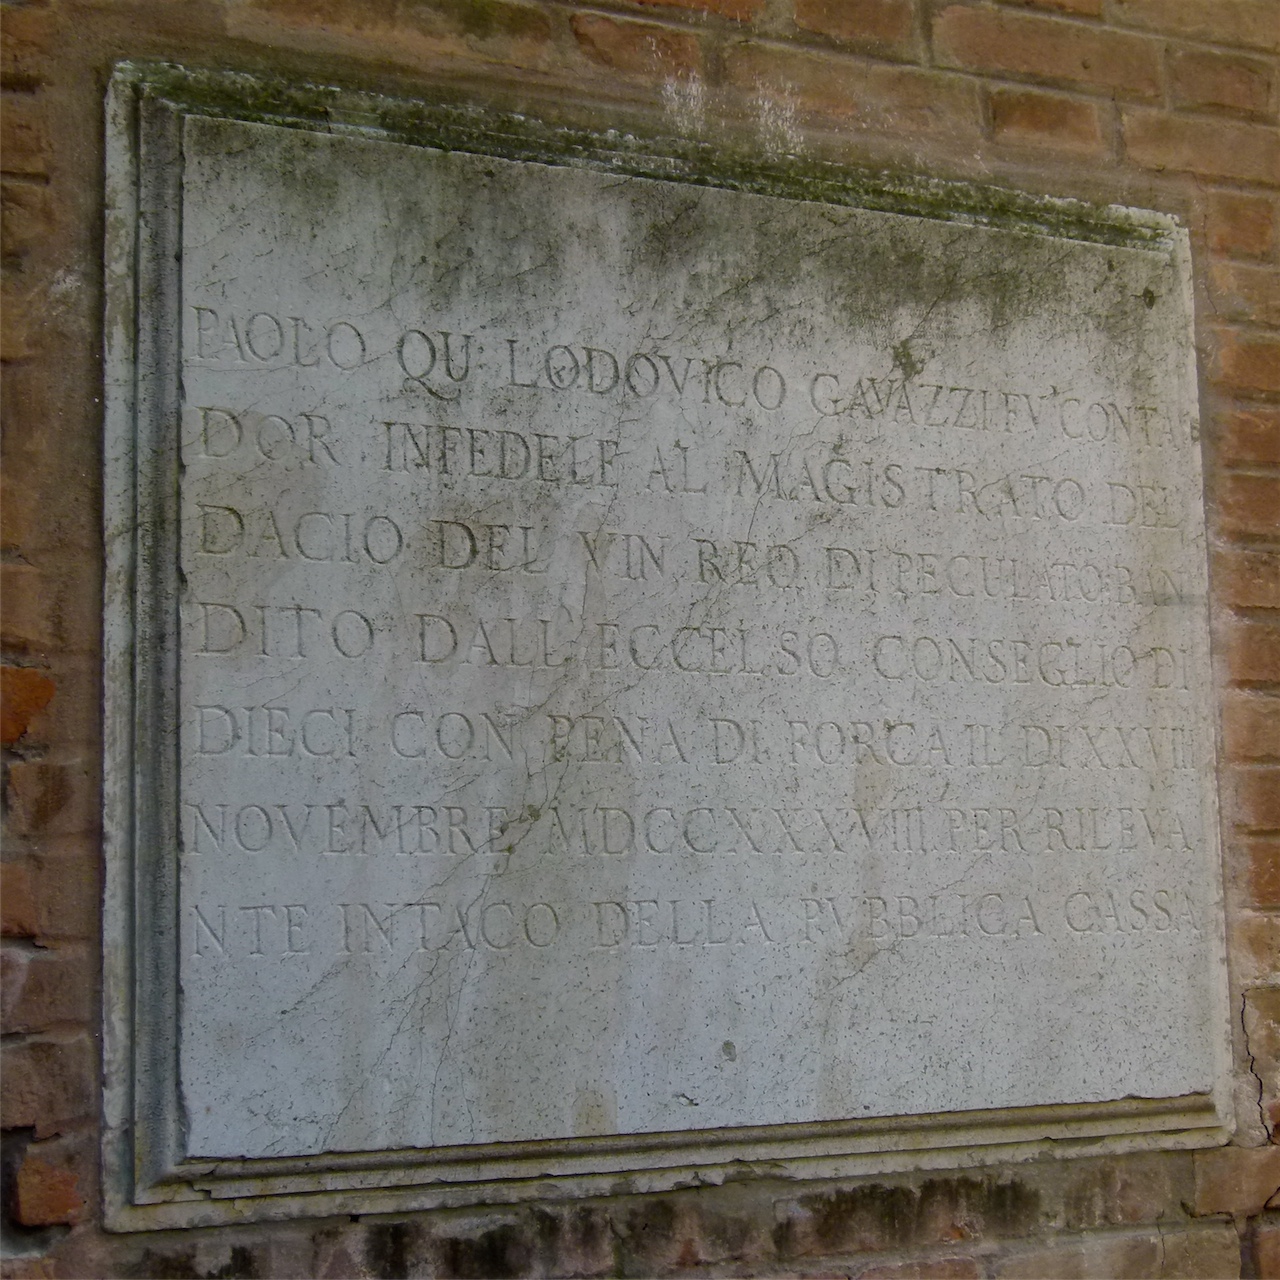 PAOLO QU: LODOVICO GAVAZZI FV' CONTA
DOR INFEDELE AL MAGISTRATO DEL
DACIO DEL VIN REO DI PECULATO BAN
DITO DALL' ECCELSO CONSEGLIO DI
DIECI CON PENA DI FORCA IL DI XXVIII
NOVEMBRE MDCCXXXVIII. PER RILEVA
NTE INTACO DELLA PVBBLICA CASSA